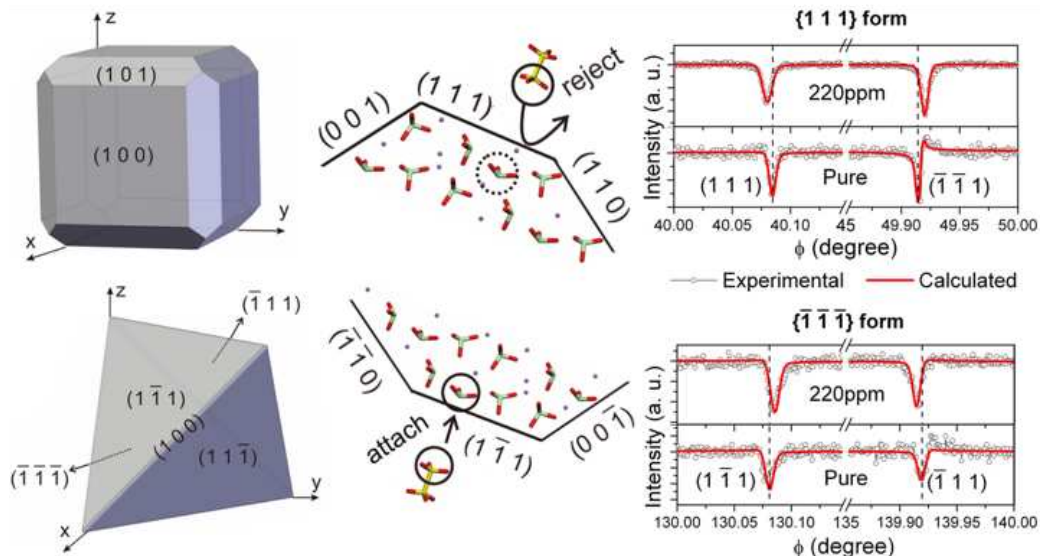 z
(1 0 1)
(1 0 0)
x
y
(0 0 1)
(1 1 1)
reject
(1 1 0)
{1 1 1} form
Intensity (a. u.)
220ppm
(1 1 1)
Pure
(1̅ 1̅ 1)
40.00 40.05 40.10 45 49.90 49.95 50.00
ϕ (degree)
Experimental Calculated
z
(1̅ 1 1)
(1 1̅ 1)
(1 0 0)
(1 1 1̅)
(1̅ 1̅ 1̅)
x
y
(1̅ 1̅ 0)
attach
(1 1̅ 1)
(0 0 1̅)
{1̅ 1̅ 1̅} form
Intensity (a. u.)
220ppm
(1 1̅ 1)
Pure
(1̅ 1 1)
130.00 130.05 130.10 135 139.90 139.95 140.00
ϕ (degree)